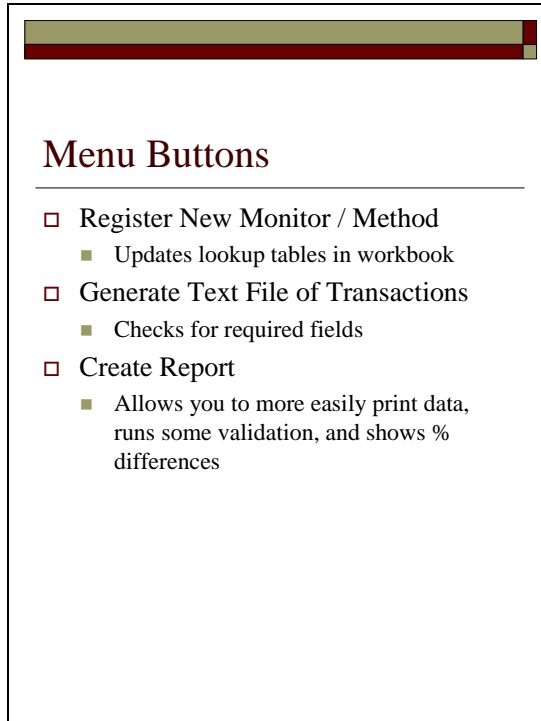 Menu Buttons
Register New Monitor / Method
Updates lookup tables in workbook
Generate Text File of Transactions
Checks for required fields
Create Report
Allows you to more easily print data,
runs some validation, and shows %
differences